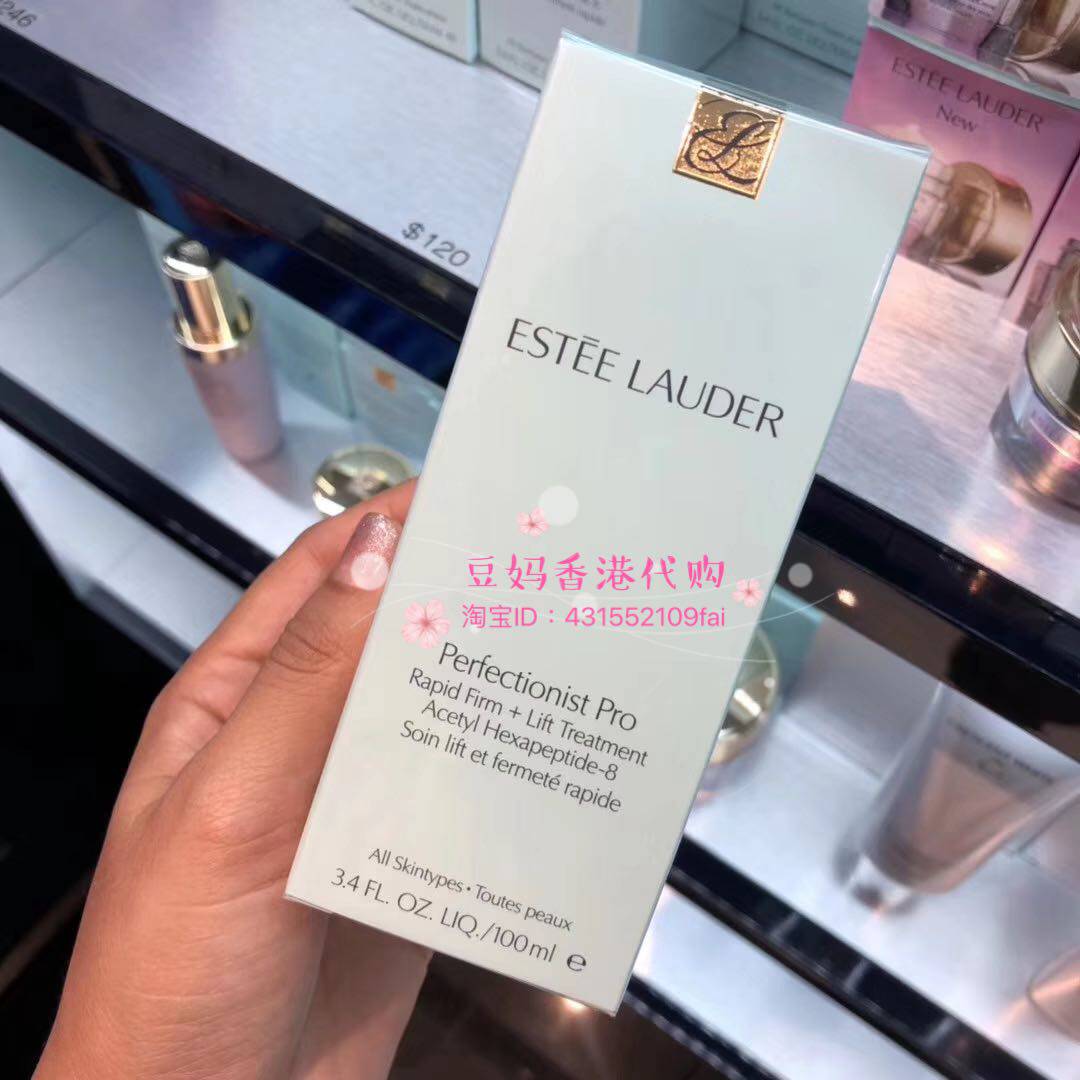 246
$120
ESTĒE LAUDER
New
ESTĒE LAUDER
豆妈香港代购
淘宝ID：431552109fai
Perfectionist Pro
Rapid Firm + Lift Treatment
Acetyl Hexapeptide-8
Soin lift et fermeté rapide
All Skintypes • Toutes peaux
3.4 FL. OZ. LIQ./100ml e